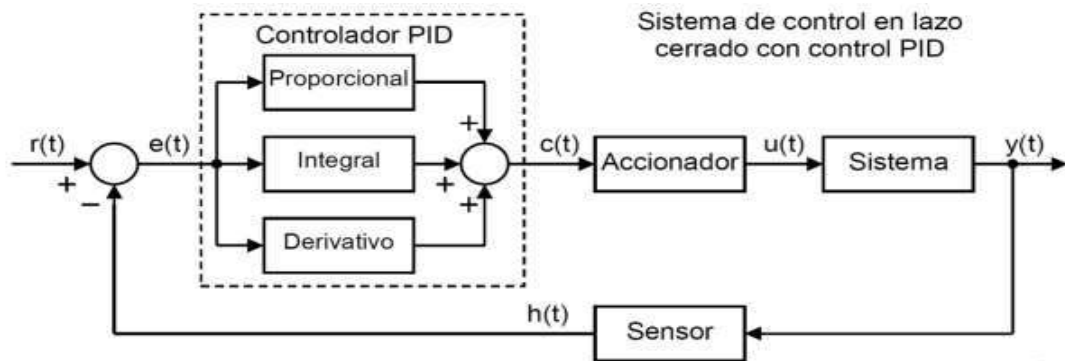 Sistema de control en lazo
cerrado con control PID
Controlador PID
Proporcional
+
r(t)
e(t)
Integral
c(t)
Accionador
u(t)
Sistema
y(t)
+
+
−
+
Derivativo
h(t)
Sensor